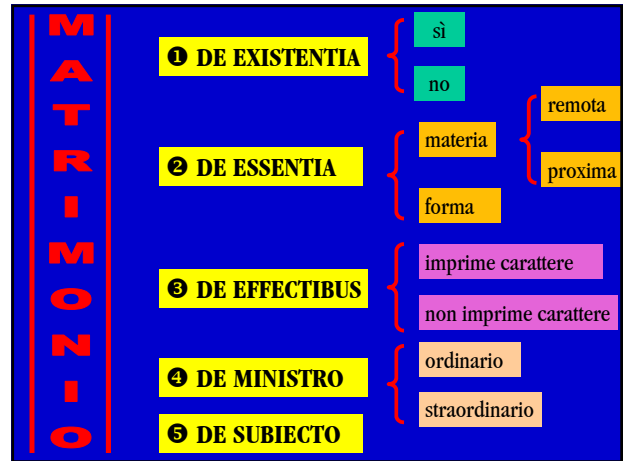 MATRIMONIO
❶ DE EXISTENTIA
sì
no
❷ DE ESSENTIA
materia
remota
proxima
forma
❸ DE EFFECTIBUS
imprime carattere
non imprime carattere
❹ DE MINISTRO
ordinario
straordinario
❺ DE SUBIECTO